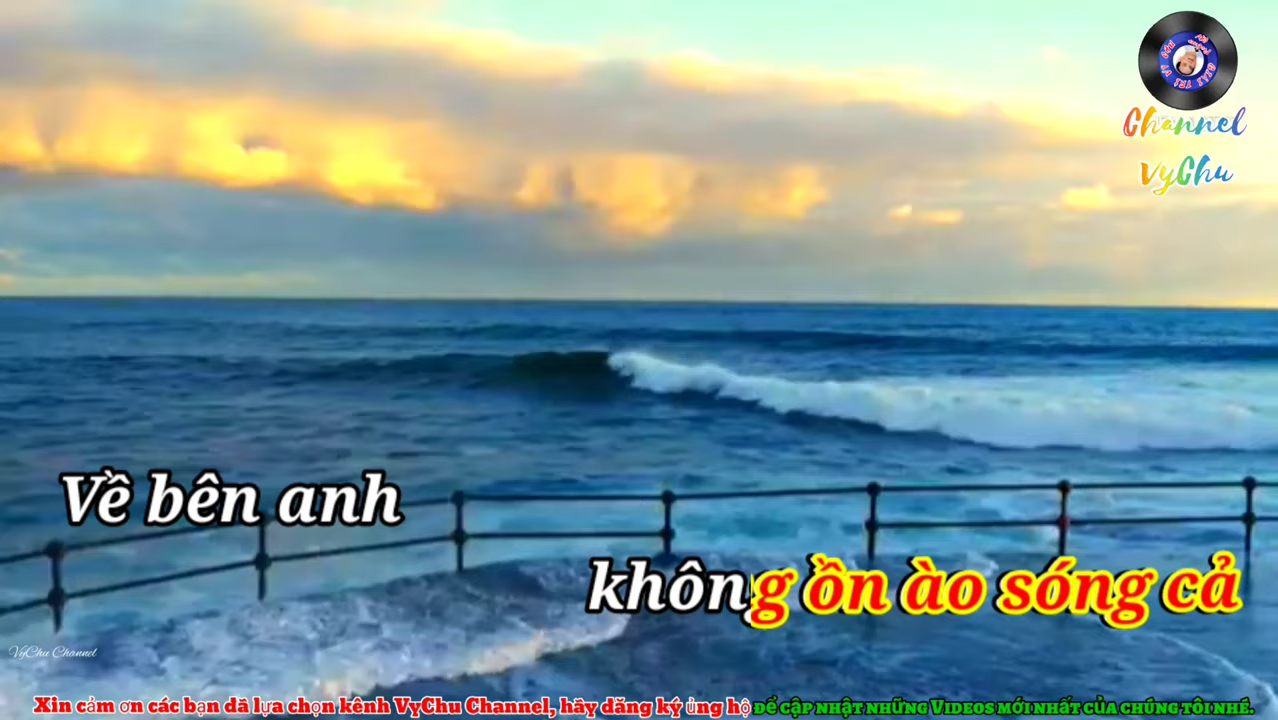 Channel
VyChu
Về bên anh
không ồn ào sóng cả
VyChu Channel
Xin cảm ơn các bạn đã lựa chọn kênh VyChu Channel, hãy đăng ký ủng hộ để cập nhật những Videos mới nhất của chúng tôi nhé.